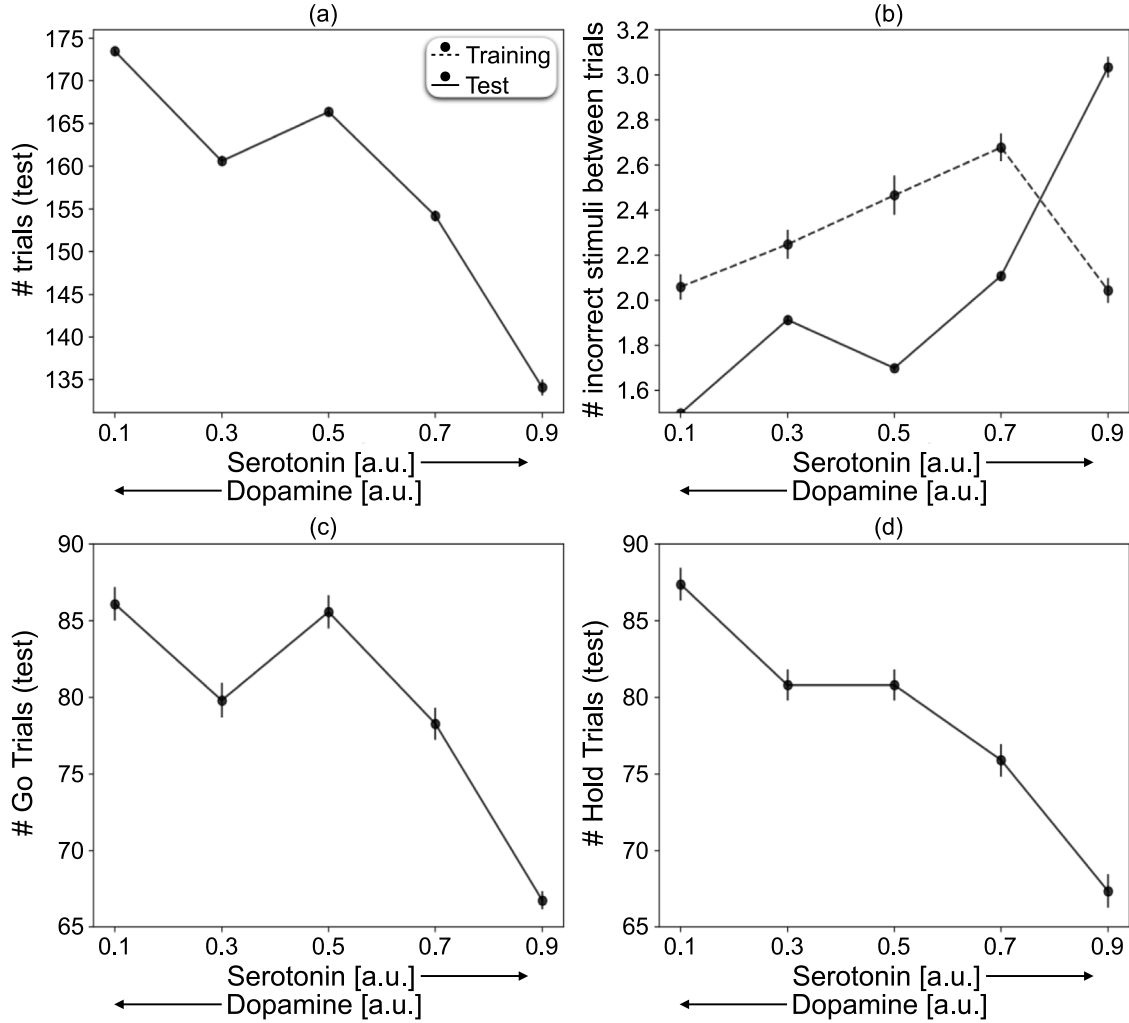 (a)
# trials (test)
175
170
165
160
155
150
145
140
135
Training
Test
0.1 0.3 0.5 0.7 0.9
Serotonin [a.u.]
Dopamine [a.u.]
(b)
# incorrect stimuli between trials
3.2
3.0
2.8
2.6
2.4
2.2
2.0
1.8
1.6
0.1 0.3 0.5 0.7 0.9
Serotonin [a.u.]
Dopamine [a.u.]
(c)
# Go Trials (test)
90
85
80
75
70
65
0.1 0.3 0.5 0.7 0.9
Serotonin [a.u.]
Dopamine [a.u.]
(d)
# Hold Trials (test)
90
85
80
75
70
65
0.1 0.3 0.5 0.7 0.9
Serotonin [a.u.]
Dopamine [a.u.]